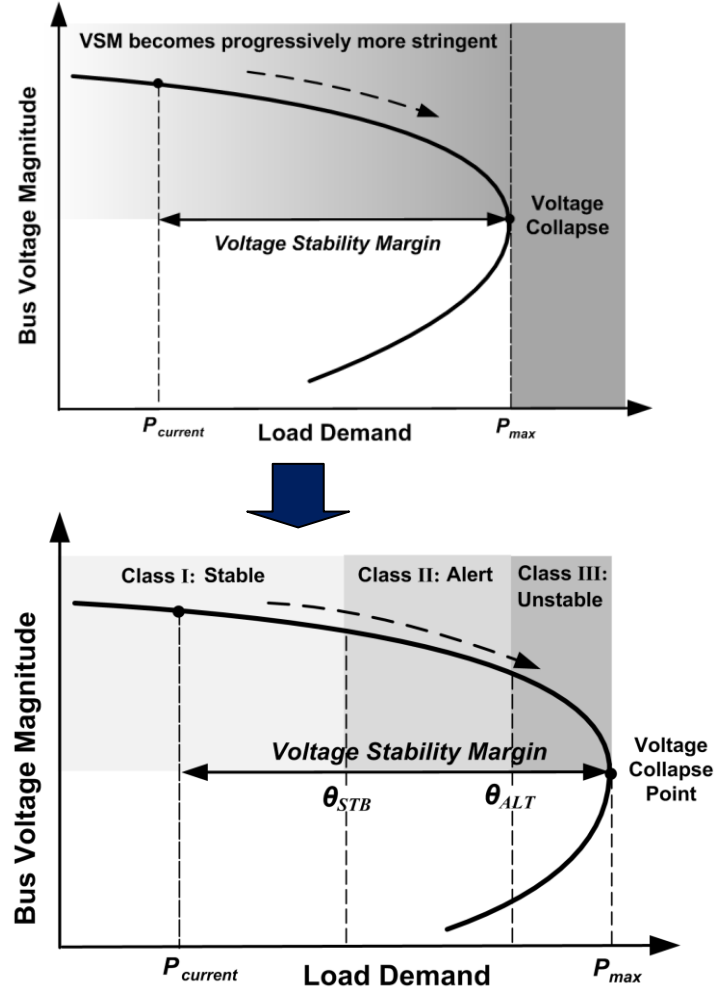 VSM becomes progressively more stringent
Bus Voltage Magnitude
Voltage
Collapse
Voltage Stability Margin
P_current
Load Demand
P_max
Class I: Stable
Class II: Alert
Class III:
Unstable
Bus Voltage Magnitude
Voltage Stability Margin
Voltage
Collapse
Point
θ_STB
θ_ALT
P_current
Load Demand
P_max